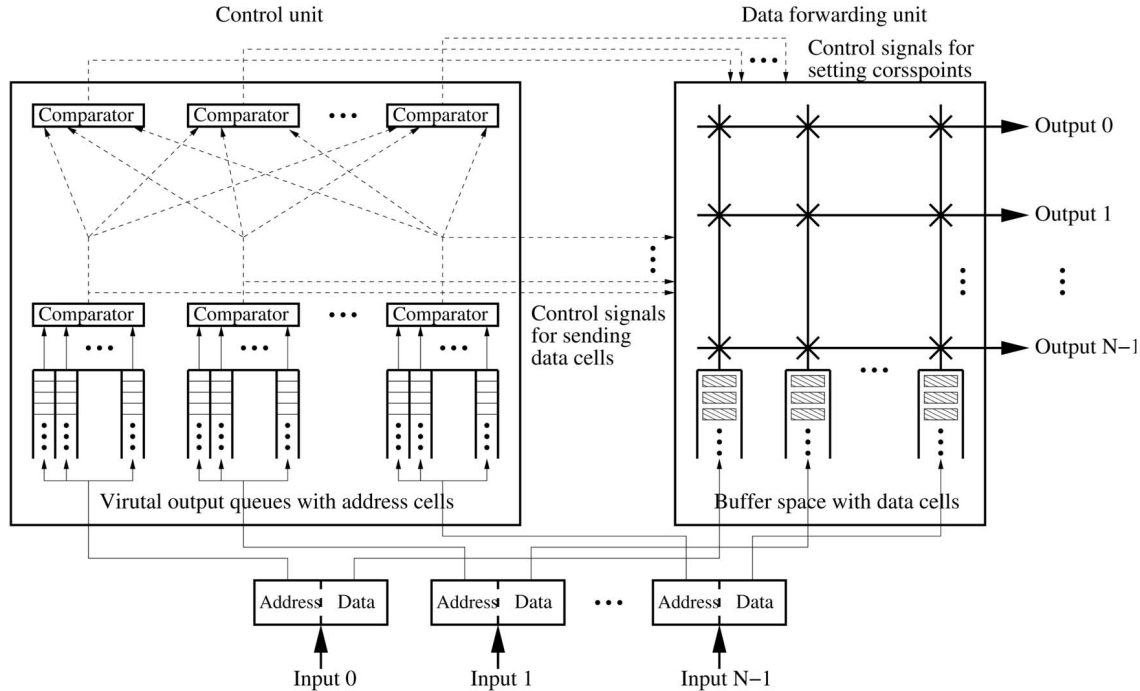 Control unit
Data forwarding unit
Control signals for
setting corsspoints
Comparator
Comparator
Comparator
Output 0
Output 1
Comparator
Comparator
Comparator
Control signals
for sending
data cells
Output N−1
Virutal output queues with address cells
Buffer space with data cells
Address
Data
Address
Data
Address
Data
Input 0
Input 1
Input N−1